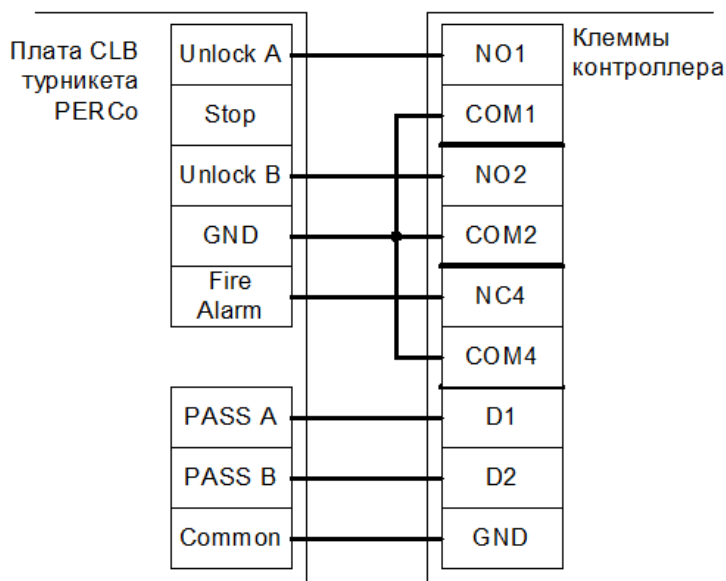 Плата CLB
турникета
PERCo
Unlock A
Stop
Unlock B
GND
Fire
Alarm
PASS A
PASS B
Common
NO1
COM1
NO2
COM2
NC4
COM4
D1
D2
GND
Клеммы
контроллера